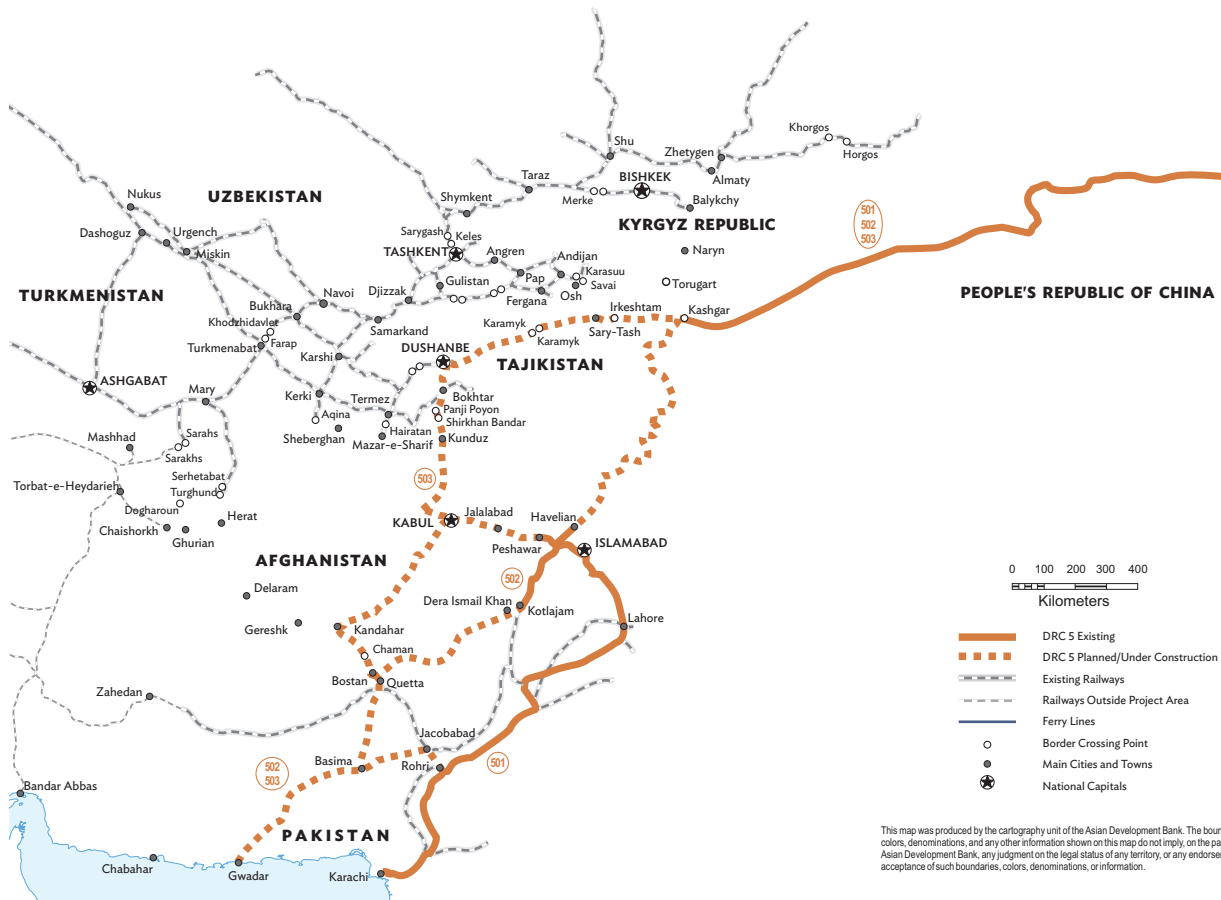 Khorgos
Shu
Zhetygen
Horgos
BISHKEK
Taraz
Almaty
Merke
Nukus
UZBEKISTAN
Shymkent
Balykchy
KYRGYZ REPUBLIC
501
502
503
Dashoguz
Urgench
Sarygash
Keles
Miskin
TASHKENT
Angren
Andijan
Naryn
Karasuu
Savai
Gulistan
Pap
TURKMENISTAN
Navoi
Djizzak
Fergana
Osh
Torugart
PEOPLE'S REPUBLIC OF CHINA
Bukhara
Irkeshtam
Kashgar
Khodzhidavlet
Samarkand
Karamyk
Sary-Tash
Farap
Karamyk
Turkmenabat
Karshi
DUSHANBE
TAJIKISTAN
ASHGABAT
Mary
Kerki
Termez
Bokhtar
Aqina
Panji Poyon
Hairatan
Shirkhan Bandar
Mashhad
Sarahs
Sheberghan
Mazar-e-Sharif
Kunduz
Sarakhs
Serhetabat
503
Torbat-e-Heydarieh
Turghundi
Dogharoun
Herat
Jalalabad
Havelian
KABUL
Chaishorkh
Ghurian
Peshawar
ISLAMABAD
AFGHANISTAN
502
0 100 200 300 400
Kilometers
Delaram
Dera Ismail Khan
Kotlajam
Gereshk
Kandahar
Lahore
DRC 5 Existing
Chaman
DRC 5 Planned/Under Construction
Bostan
Quetta
Existing Railways
Zahedan
Railways Outside Project Area
Ferry Lines
Jacobabad
Border Crossing Point
Basima
Rohri
501
502
503
Main Cities and Towns
Bandar Abbas
National Capitals
PAKISTAN
This map was produced by the cartography unit of the Asian Development Bank. The boun
colors, denominations, and any other information shown on this map do not imply, on the pa
Asian Development Bank, any judgment on the legal status of any territory, or any endorse
acceptance of such boundaries, colors, denominations, or information.
Chabahar
Gwadar
Karachi